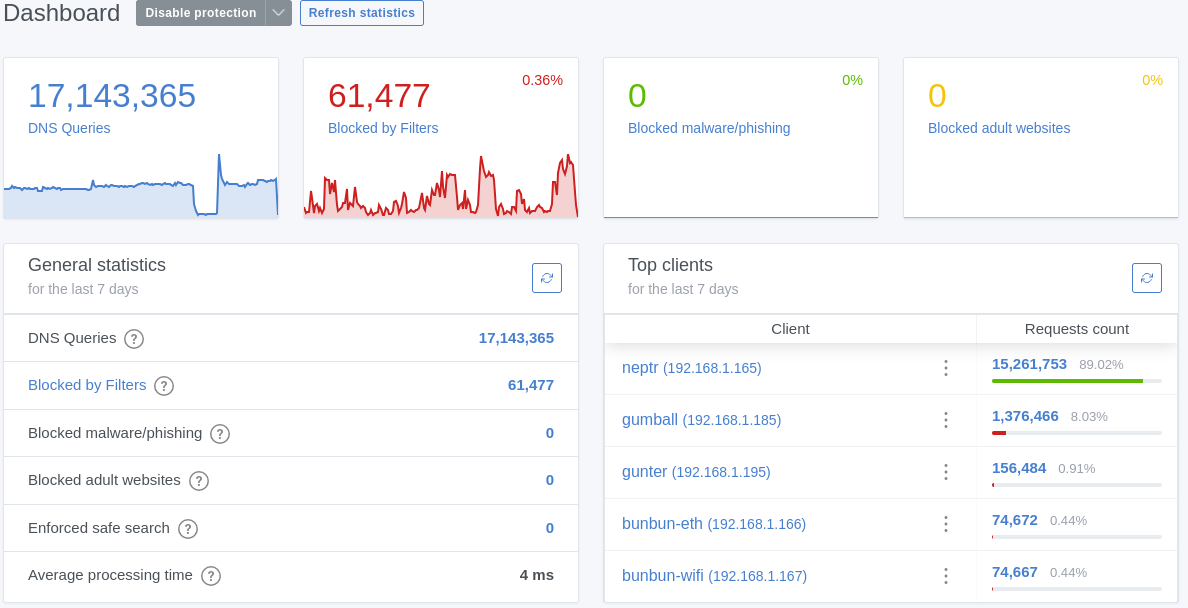 Dashboard Disable protection Refresh statistics
17,143,365
DNS Queries
0.36%
61,477
Blocked by Filters
0%
0
Blocked malware/phishing
0%
0
Blocked adult websites
General statistics
for the last 7 days
DNS Queries ? 17,143,365
Blocked by Filters ? 61,477
Blocked malware/phishing ? 0
Blocked adult websites ? 0
Enforced safe search ? 0
Average processing time ? 4 ms
Top clients
for the last 7 days
Client Requests count
neptr (192.168.1.165) 15,261,753 89.02%
gumball (192.168.1.185) 1,376,466 8.03%
gunter (192.168.1.195) 156,484 0.91%
bunbun-eth (192.168.1.166) 74,672 0.44%
bunbun-wifi (192.168.1.167) 74,667 0.44%